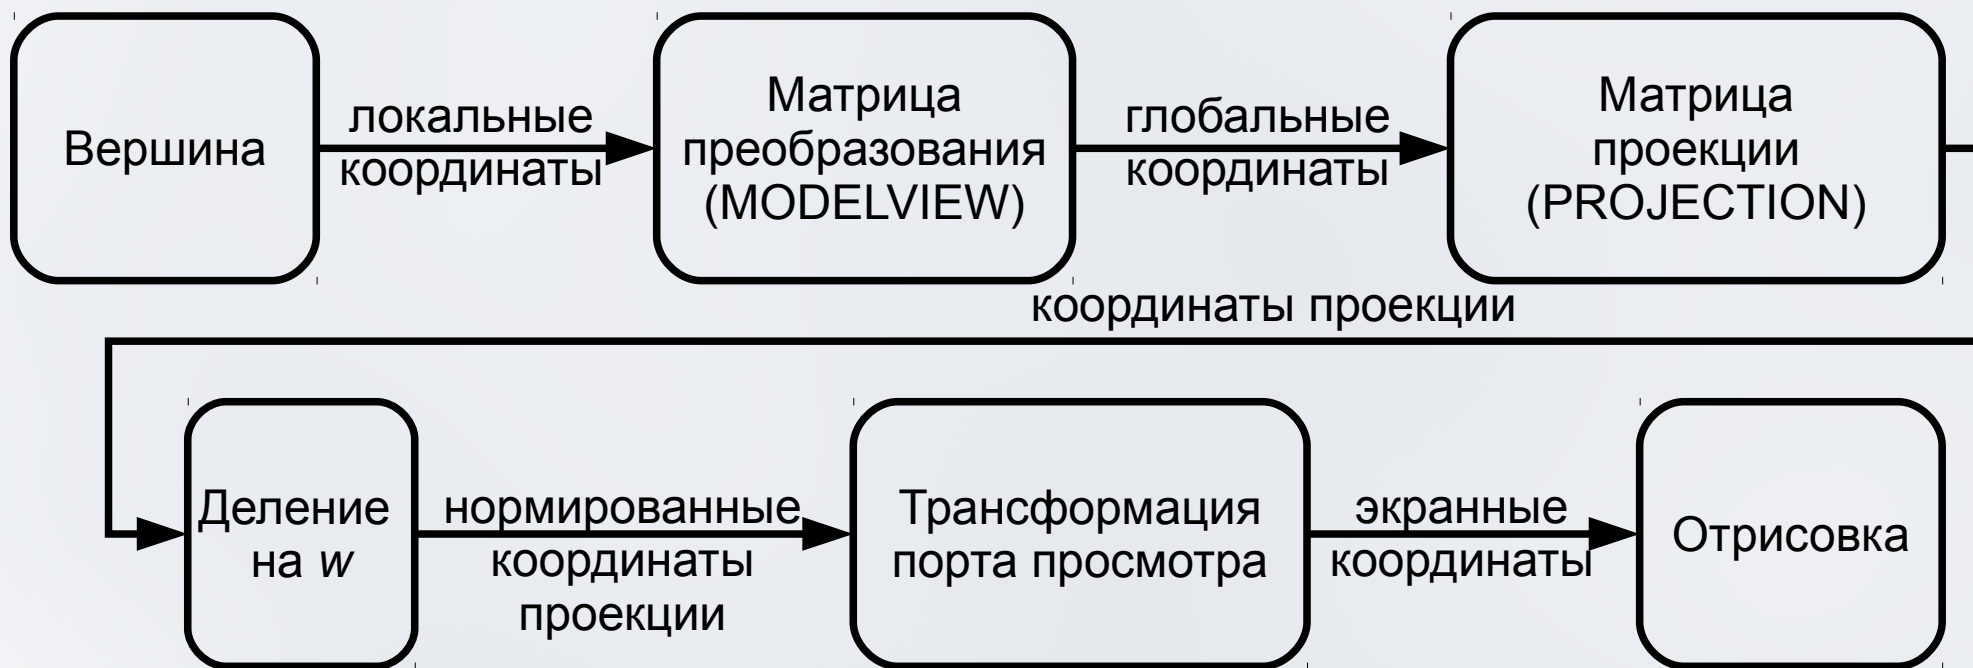 Вершина
локальные
координаты
Матрица
преобразования
(MODELVIEW)
глобальные
координаты
Матрица
проекции
(PROJECTION)
координаты проекции
Деление
на w
нормированные
координаты
проекции
Трансформация
порта просмотра
экранные
координаты
Отрисовка